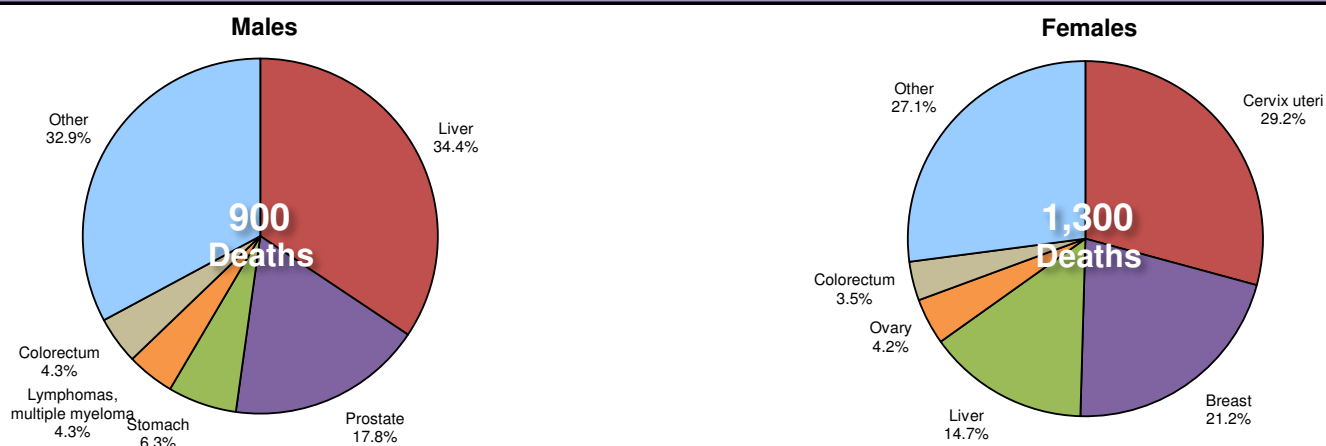 Males
Other
32.9%
Liver
34.4%
900
Deaths
Colorectum
4.3%
Lymphomas,
multiple myeloma
4.3%
Stomach
6.3%
Prostate
17.8%
Females
Other
27.1%
Cervix uteri
29.2%
1,300
Deaths
Colorectum
3.5%
Ovary
4.2%
Liver
14.7%
Breast
21.2%